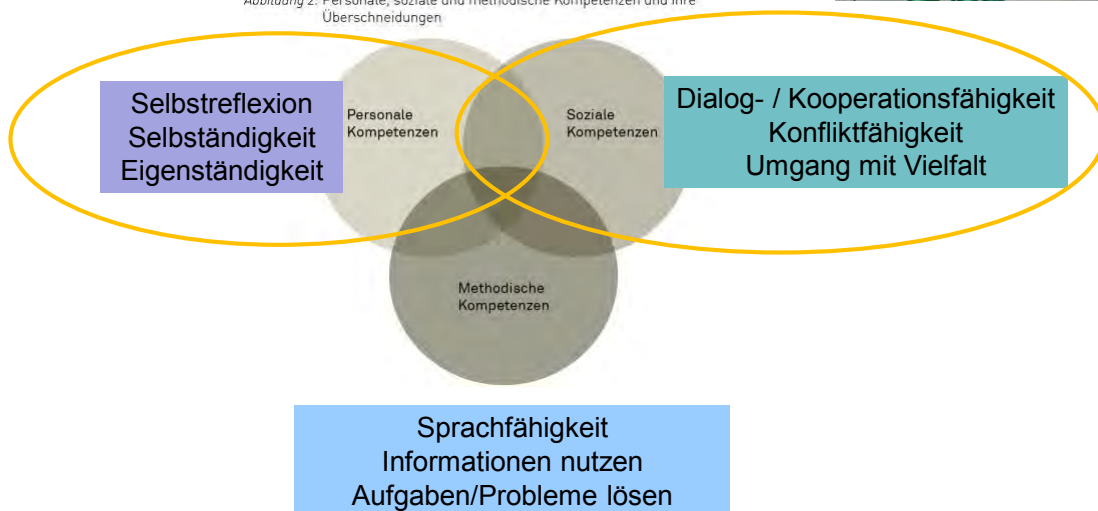 Abbildung 2: Personale, soziale und methodische Kompetenzen und ihre
Überschneidungen
Selbstreflexion
Selbständigkeit
Eigenständigkeit
Personale
Kompetenzen
Soziale
Kompetenzen
Dialog- / Kooperationsfähigkeit
Konfliktfähigkeit
Umgang mit Vielfalt
Methodische
Kompetenzen
Sprachfähigkeit
Informationen nutzen
Aufgaben/Probleme lösen